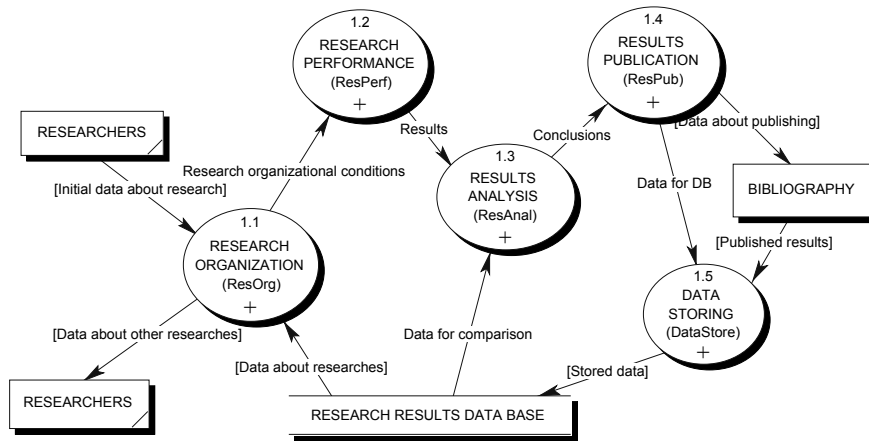 1.2
RESEARCH
PERFORMANCE
(ResPerf)
+
1.4
RESULTS
PUBLICATION
(ResPub)
+
RESEARCHERS
Results
Conclusions
[Data about publishing]
Research organizational conditions
1.3
RESULTS
ANALYSIS
(ResAnal)
+
[Initial data about research]
Data for DB
BIBLIOGRAPHY
1.1
RESEARCH
ORGANIZATION
(ResOrg)
+
[Published results]
1.5
DATA
STORING
(DataStore)
+
[Data about other researches]
Data for comparison
[Data about researches]
[Stored data]
RESEARCHERS
RESEARCH RESULTS DATA BASE